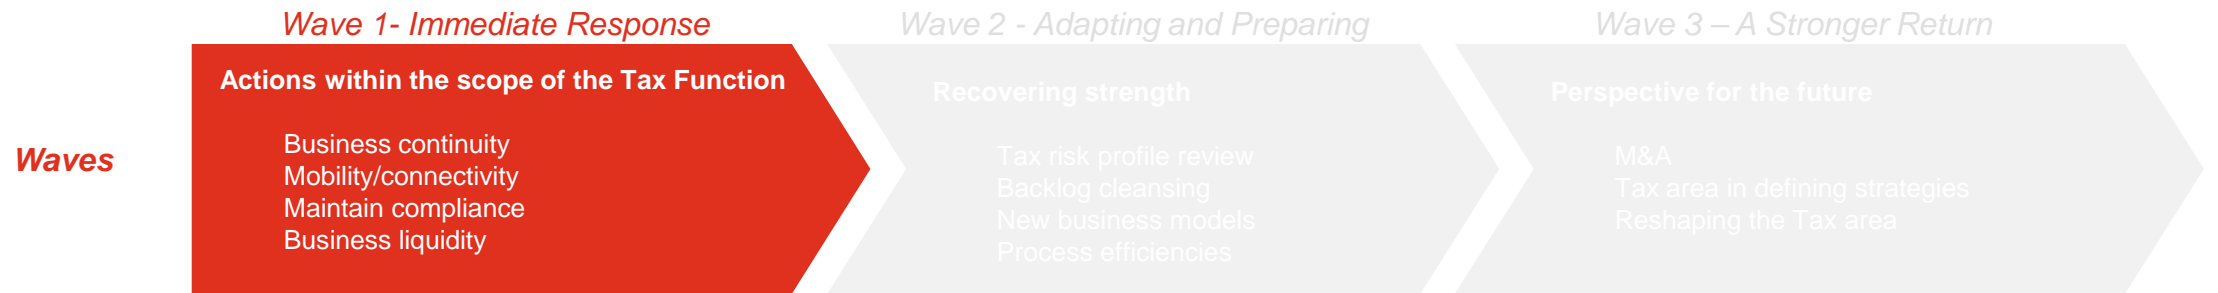 Wave 1- Immediate Response
Wave 2 - Adapting and Preparing
Wave 3 – A Stronger Return
Waves
Actions within the scope of the Tax Function
Business continuity
Mobility/connectivity
Maintain compliance
Business liquidity
Recovering strength
Tax risk profile review
Backlog cleansing
New business models
Process efficiencies
Perspective for the future
M&A
Tax area in defining strategies
Reshaping the Tax area